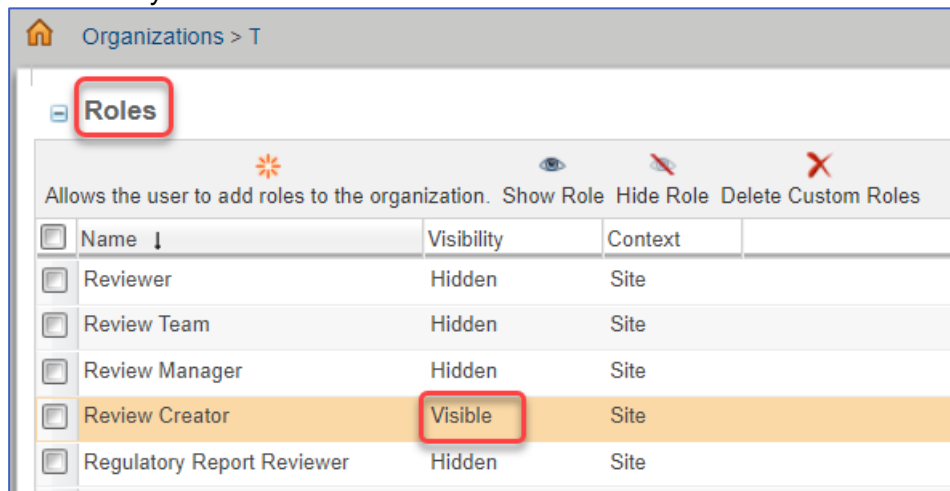 Organizations > T
Roles
Allows the user to add roles to the organization. Show Role Hide Role Delete Custom Roles
Name Visibility Context
Reviewer Hidden Site
Review Team Hidden Site
Review Manager Hidden Site
Review Creator Visible Site
Regulatory Report Reviewer Hidden Site